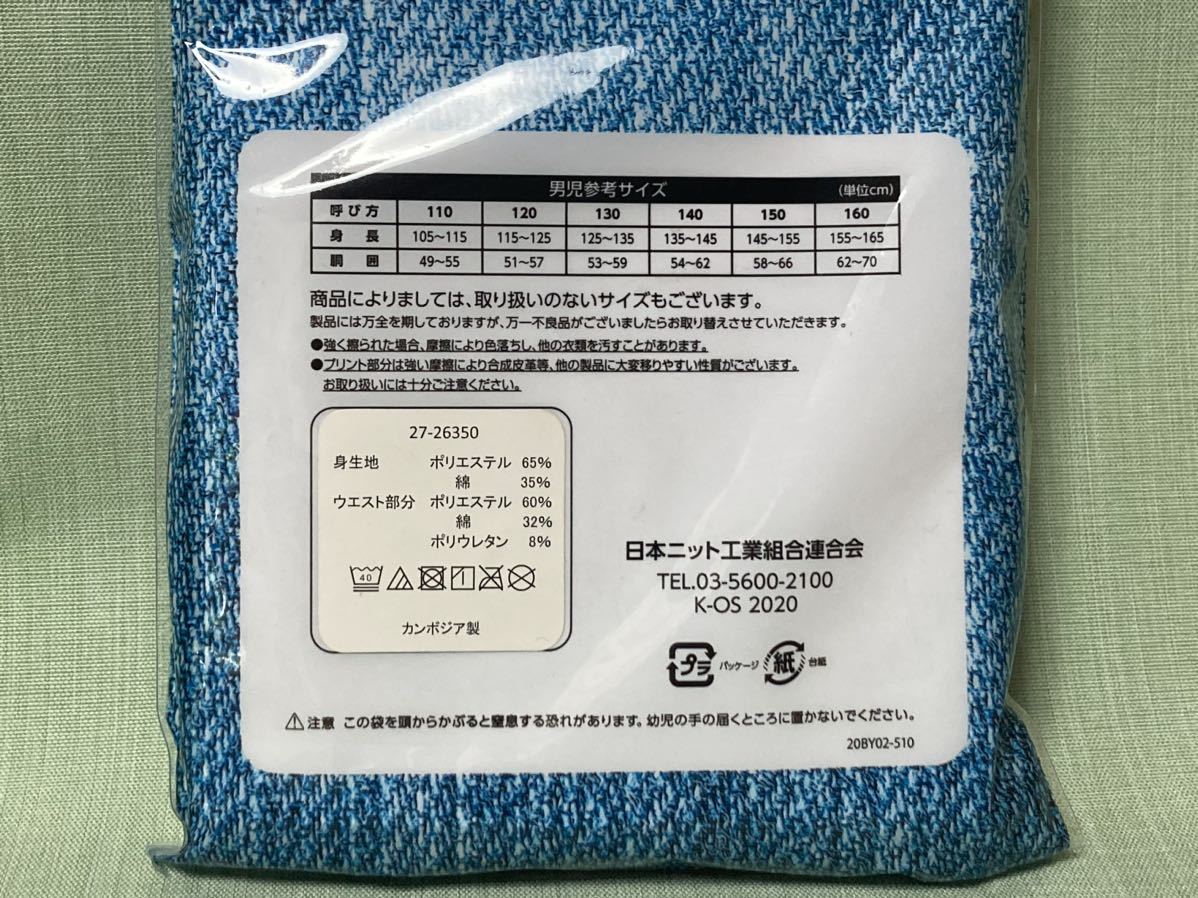 男児参考サイズ (単位cm)
呼び方 110 120 130 140 150 160
身長 105～115 115～125 125～135 135～145 145～155 155～165
胴囲 49～55 51～57 53～59 54～62 58～66 62～70
商品によりましては、取り扱いのないサイズもございます。
製品には万全を期しておりますが、万一不良品がございましたらお取り替えさせていただきます。
●強く擦られた場合、摩擦により色落ちし、他の衣類を汚すことがあります。
●プリント部分は強い摩擦により合成皮革等、他の製品に大変移りやすい性質がございます。
お取り扱いには十分ご注意ください。
27-26350
身生地 ポリエステル 65%
綿 35%
ウエスト部分 ポリエステル 60%
綿 32%
ポリウレタン 8%
40
カンボジア製
日本ニット工業組合連合会
TEL.03-5600-2100
K-OS 2020
プラ パッケージ 紙 台紙
注意 この袋を頭からかぶると窒息する恐れがあります。幼児の手の届くところに置かないでください。
20BY02-510